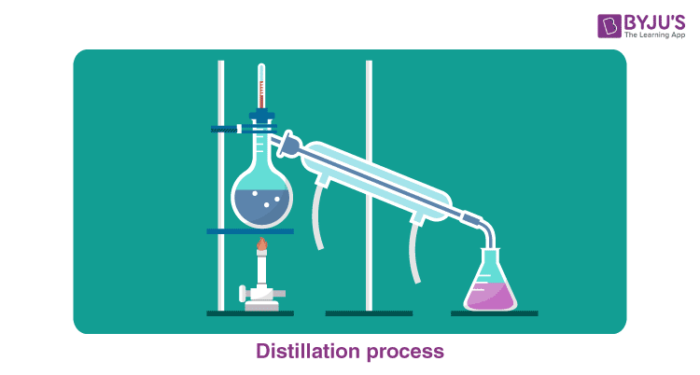 BYJU'S
The Learning App
Distillation process